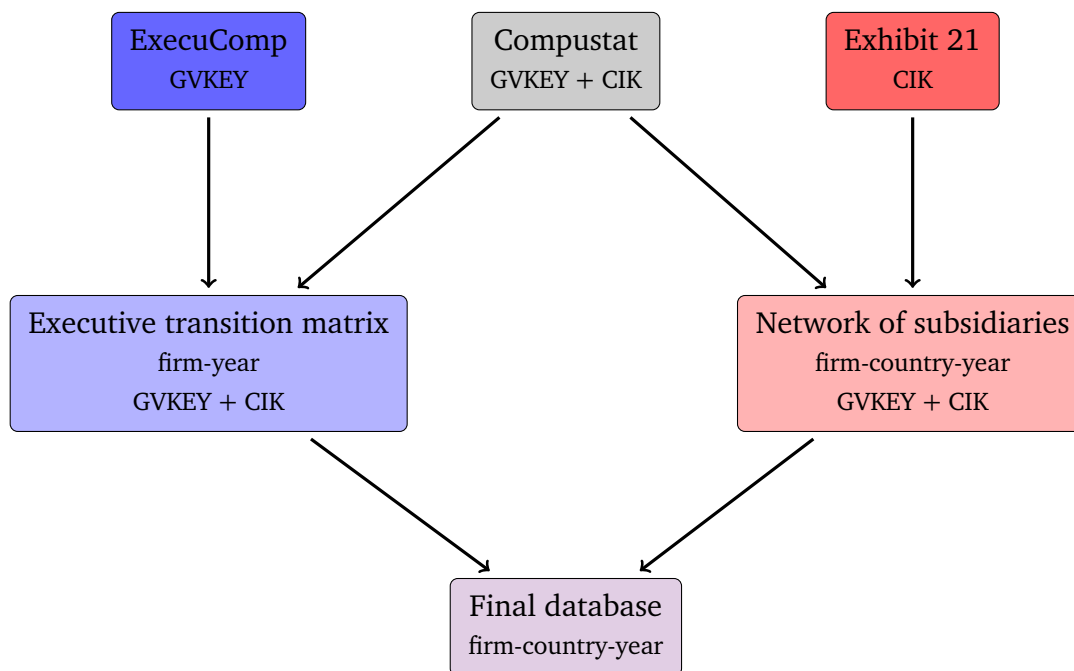 ExecuComp
GVKEY
Compustat
GVKEY + CIK
Exhibit 21
CIK
Executive transition matrix
firm-year
GVKEY + CIK
Network of subsidiaries
firm-country-year
GVKEY + CIK
Final database
firm-country-year